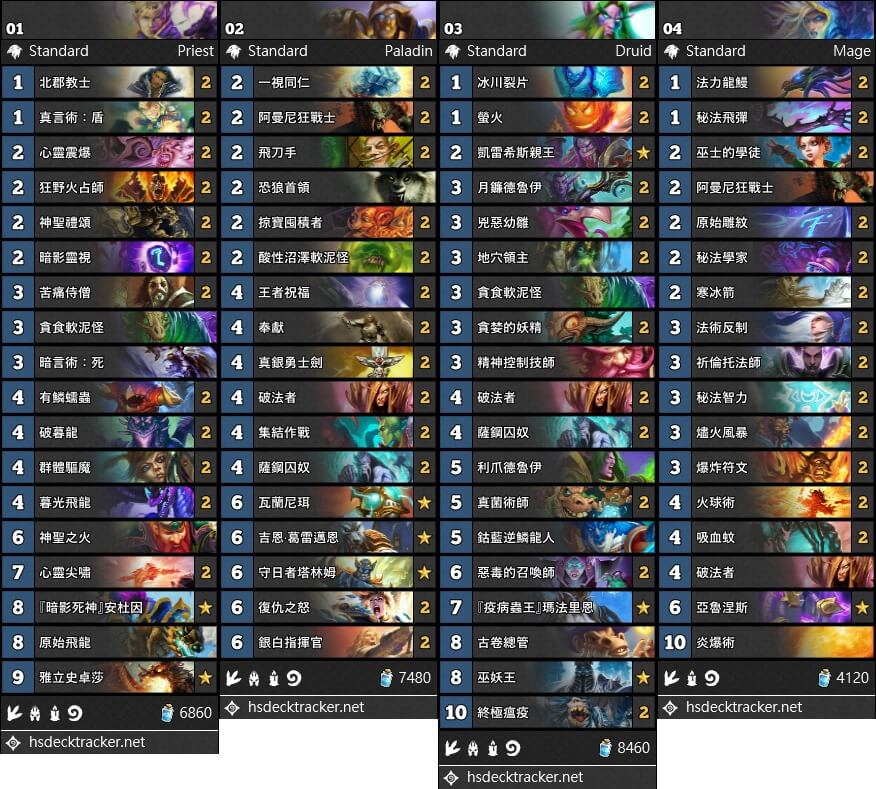 01
Standard Priest
1 北郡教士 2
1 真言術：盾 2
2 心靈震爆 2
2 狂野火占師 2
2 神聖禮頌 2
2 暗影靈視 2
3 苦痛侍僧 2
3 貪食軟泥怪
3 暗言術：死
4 有鱗蠕蟲 2
4 破暮龍 2
4 群體驅魔 2
4 暮光飛龍 2
6 神聖之火
7 心靈尖嘯 2
8 『暗影死神』安杜因 ★
8 原始飛龍
9 雅立史卓莎 ★
6860
hsdecktracker.net
02
Standard Paladin
2 一視同仁 2
2 阿曼尼狂戰士 2
2 飛刀手 2
2 恐狼首領
2 掠寶囤積者 2
2 酸性沼澤軟泥怪 2
4 王者祝福 2
4 奉獻 2
4 真銀勇士劍 2
4 破法者 2
4 集結作戰 2
4 薩鋼囚奴 2
6 瓦蘭尼珥 ★
6 吉恩·葛雷邁恩 ★
6 守日者塔林姆 ★
6 復仇之怒 2
6 銀白指揮官 2
7480
hsdecktracker.net
03
Standard Druid
1 冰川裂片 2
1 螢火 2
2 凱雷希斯親王 ★
3 月鐮德魯伊 2
3 兇惡幼雛 2
3 地穴領主 2
3 貪食軟泥怪
3 貪婪的妖精 2
3 精神控制技師
4 破法者 2
4 薩鋼囚奴 2
5 利爪德魯伊
5 真菌術師 2
5 鈷藍逆鱗龍人
6 惡毒的召喚師 2
7 『疫病蟲王』瑪法里恩 ★
8 古卷總管
8 巫妖王 ★
10 終極瘟疫 2
8460
hsdecktracker.net
04
Standard Mage
1 法力龍鰻 2
1 秘法飛彈 2
2 巫士的學徒 2
2 阿曼尼狂戰士
2 原始雕紋 2
2 秘法學家 2
2 寒冰箭 2
3 法術反制 2
3 祈倫托法師 2
3 秘法智力 2
3 燼火風暴 2
3 爆炸符文 2
4 火球術 2
4 吸血蚊 2
4 破法者
6 亞魯涅斯 ★
10 炎爆術
4120
hsdecktracker.net